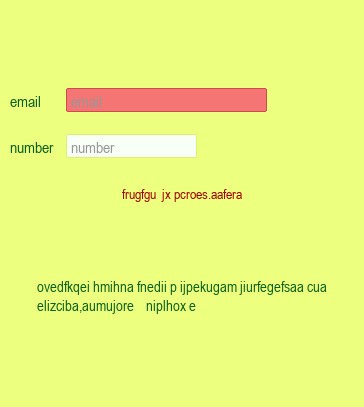 email email
number number
frugfgu jx pcroes.aafera
ovedfkqei hmihna fnedii p ijpekugam jiurfegefsaa cua
elizciba,aumujore niplhox e